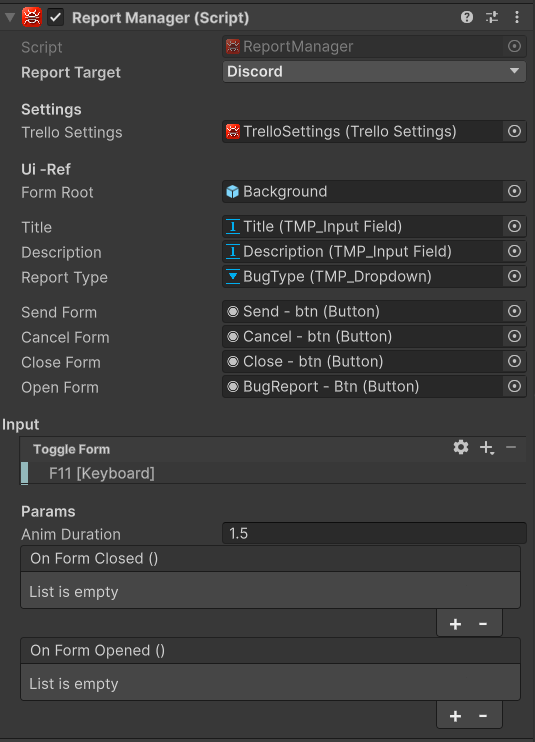 Report Manager (Script)
Script ReportManager
Report Target Discord
Settings
Trello Settings TrelloSettings (Trello Settings)
Ui -Ref
Form Root Background
Title Title (TMP_Input Field)
Description Description (TMP_Input Field)
Report Type BugType (TMP_Dropdown)
Send Form Send - btn (Button)
Cancel Form Cancel - btn (Button)
Close Form Close - btn (Button)
Open Form BugReport - Btn (Button)
Input
Toggle Form
F11 [Keyboard]
Params
Anim Duration 1.5
On Form Closed ()
List is empty
+ -
On Form Opened ()
List is empty
+ -